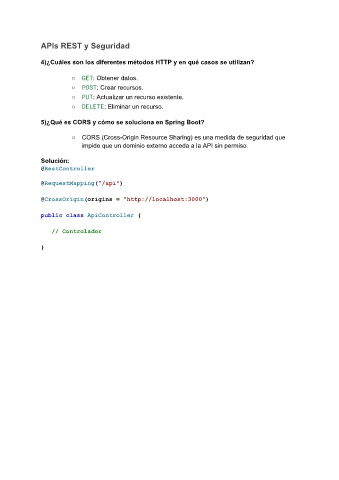 APIs REST y Seguridad
4)¿Cuáles son los diferentes métodos HTTP y en qué casos se utilizan?
○ GET: Obtener datos.
○ POST: Crear recursos.
○ PUT: Actualizar un recurso existente.
○ DELETE: Eliminar un recurso.
5)¿Qué es CORS y cómo se soluciona en Spring Boot?
○ CORS (Cross-Origin Resource Sharing) es una medida de seguridad que
impide que un dominio externo acceda a la API sin permiso.
Solución:
@RestController
@RequestMapping("/api")
@CrossOrigin(origins = "http://localhost:3000")
public class ApiController {
// Controlador
}